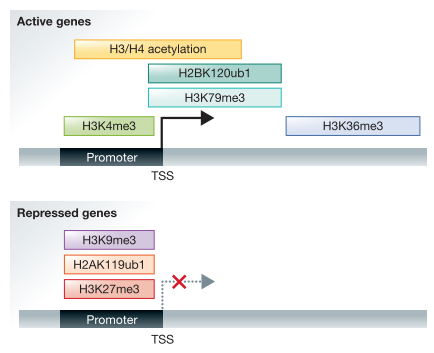 Active genes
H3/H4 acetylation
H2BK120ub1
H3K79me3
H3K4me3
H3K36me3
Promoter
TSS
Repressed genes
H3K9me3
H2AK119ub1
H3K27me3
Promoter
TSS